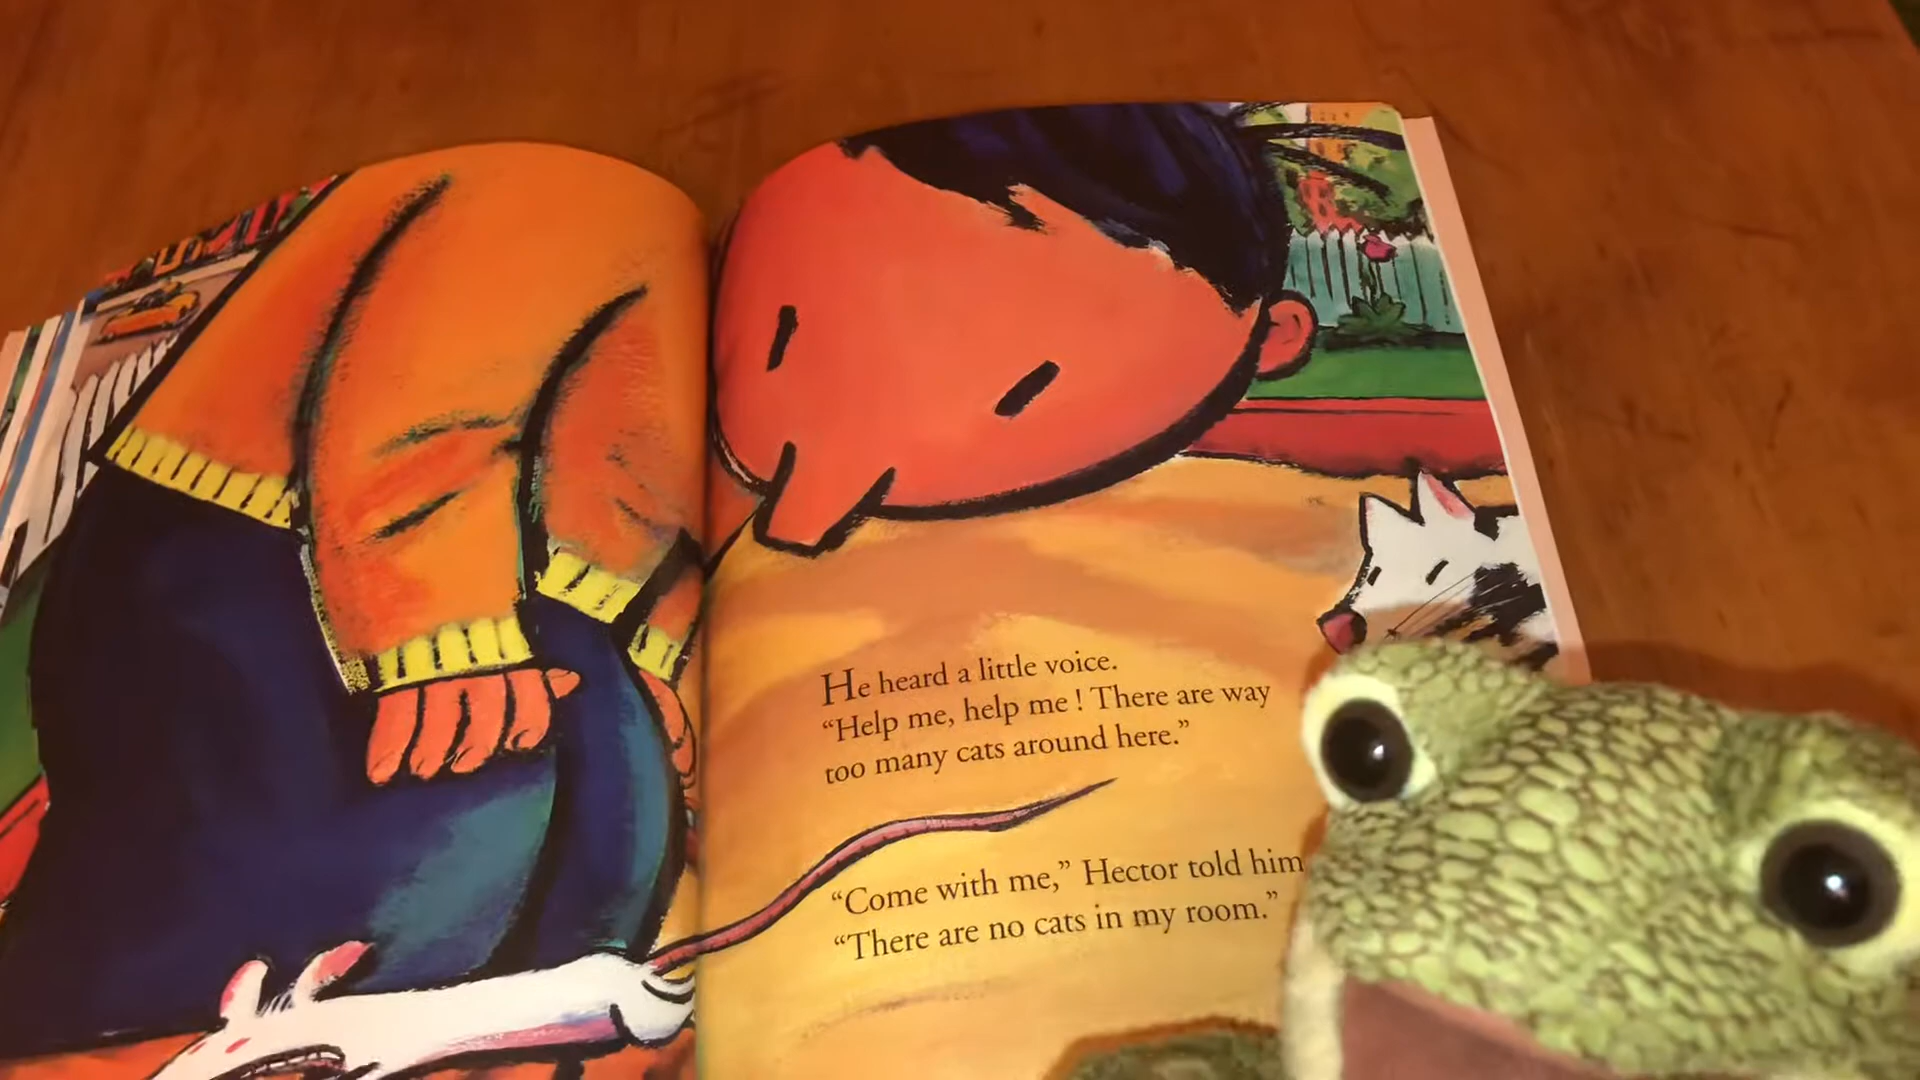 He heard a little voice.
“Help me, help me! There are way
too many cats around here.”
“Come with me,” Hector told him
“There are no cats in my room.”